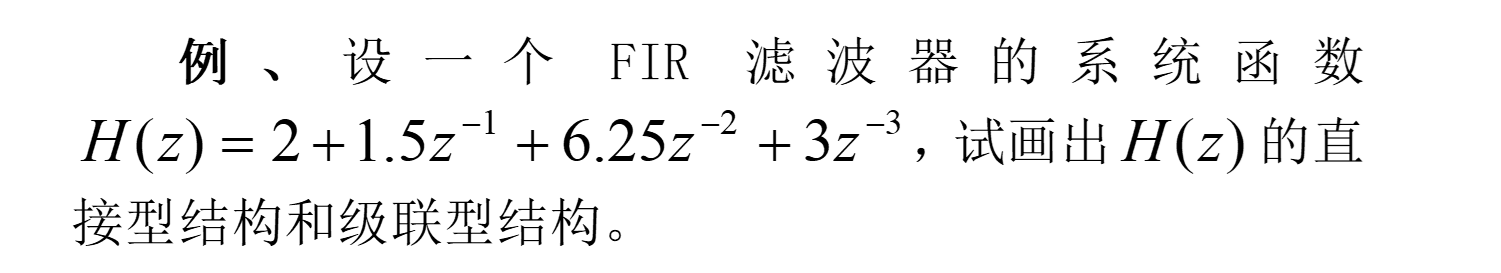 例、设一个 FIR 滤波器的系统函数
H(z) = 2 + 1.5z⁻¹ + 6.25z⁻² + 3z⁻³，试画出H(z)的直
接型结构和级联型结构。